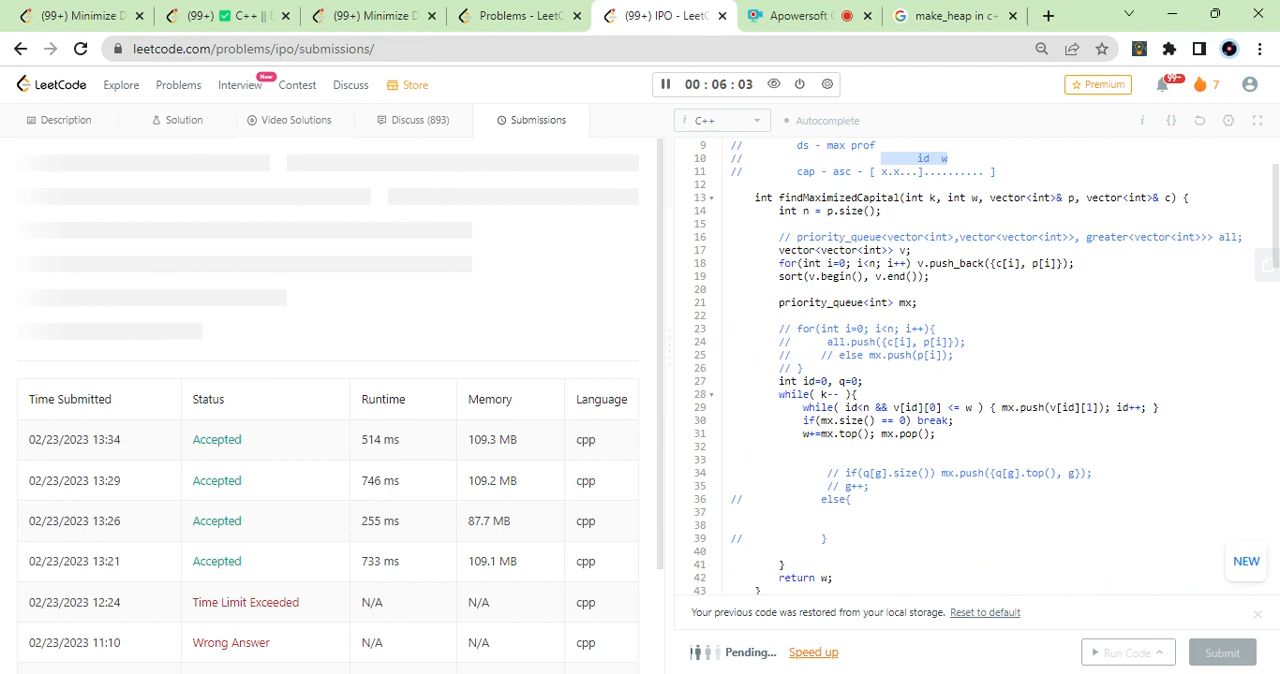 (99+) Minimize D
(99+) ✅ C++ || E
(99+) Minimize D
Problems - LeetC
(99+) IPO - LeetC
Apowersoft
make_heap in c+
leetcode.com/problems/ipo/submissions/
LeetCode Explore Problems Interview New Contest Discuss Store
00 : 06 : 03
Premium 99+ 7
Description Solution Video Solutions Discuss (893) Submissions
i C++ Autocomplete
9 // ds - max prof
10 // id w
11 // cap - asc - [ x.x...].......... ]
12
13 int findMaximizedCapital(int k, int w, vector<int>& p, vector<int>& c) {
14 int n = p.size();
15
16 // priority_queue<vector<int>,vector<vector<int>>, greater<vector<int>>> all;
17 vector<vector<int>> v;
18 for(int i=0; i<n; i++) v.push_back({c[i], p[i]});
19 sort(v.begin(), v.end());
20
21 priority_queue<int> mx;
22
23 // for(int i=0; i<n; i++){
24 // all.push({c[i], p[i]});
25 // // else mx.push(p[i]);
26 // }
27 int id=0, q=0;
28 while( k-- ){
29 while( id<n && v[id][0] <= w ) { mx.push(v[id][1]); id++; }
30 if(mx.size() == 0) break;
31 w+=mx.top(); mx.pop();
32
33
34 // if(q[g].size()) mx.push({q[g].top(), g});
35 // g++;
36 // else{
37
38
39 // }
40
41 }
42 return w;
43 }
NEW
Time Submitted Status Runtime Memory Language
02/23/2023 13:34 Accepted 514 ms 109.3 MB cpp
02/23/2023 13:29 Accepted 746 ms 109.2 MB cpp
02/23/2023 13:26 Accepted 255 ms 87.7 MB cpp
02/23/2023 13:21 Accepted 733 ms 109.1 MB cpp
02/23/2023 12:24 Time Limit Exceeded N/A N/A cpp
02/23/2023 11:10 Wrong Answer N/A N/A cpp
Your previous code was restored from your local storage. Reset to default
Pending... Speed up
Run Code Submit